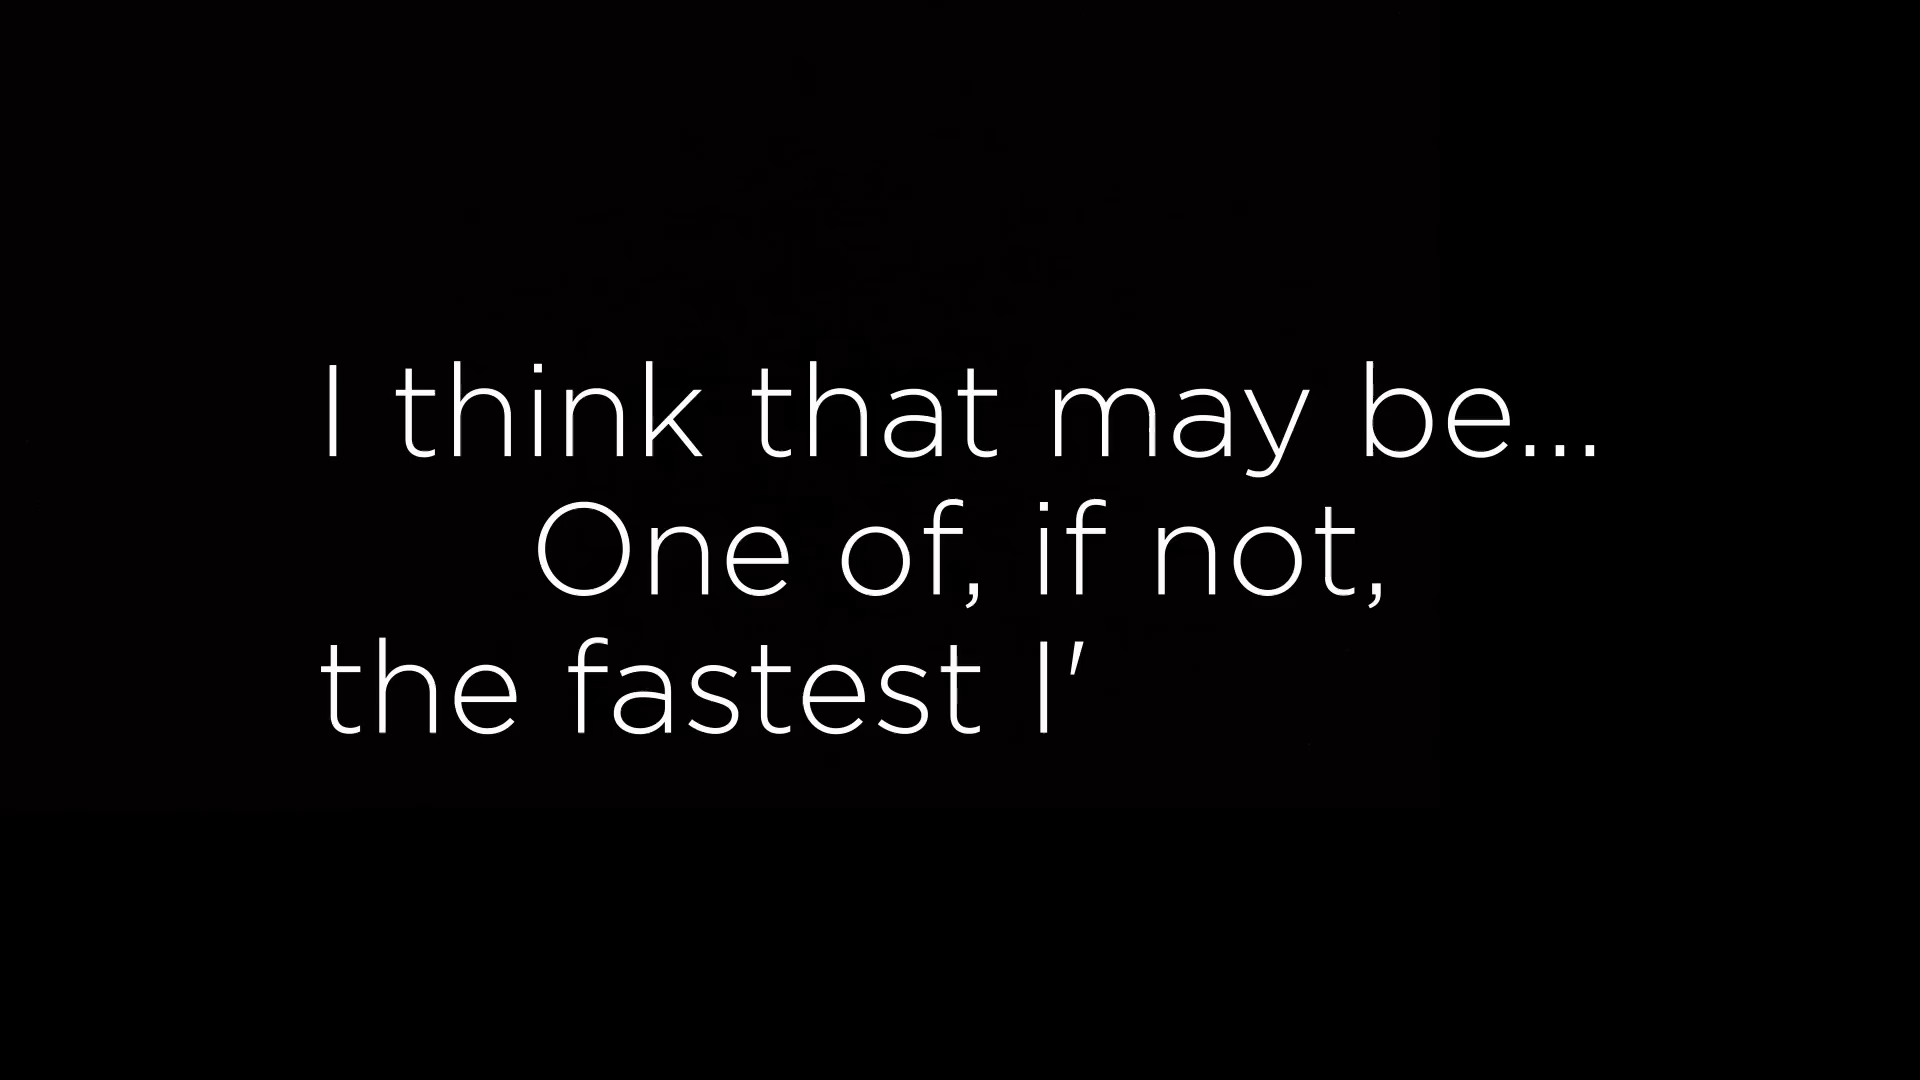 I think that may be...
One of, if not,
the fastest I'